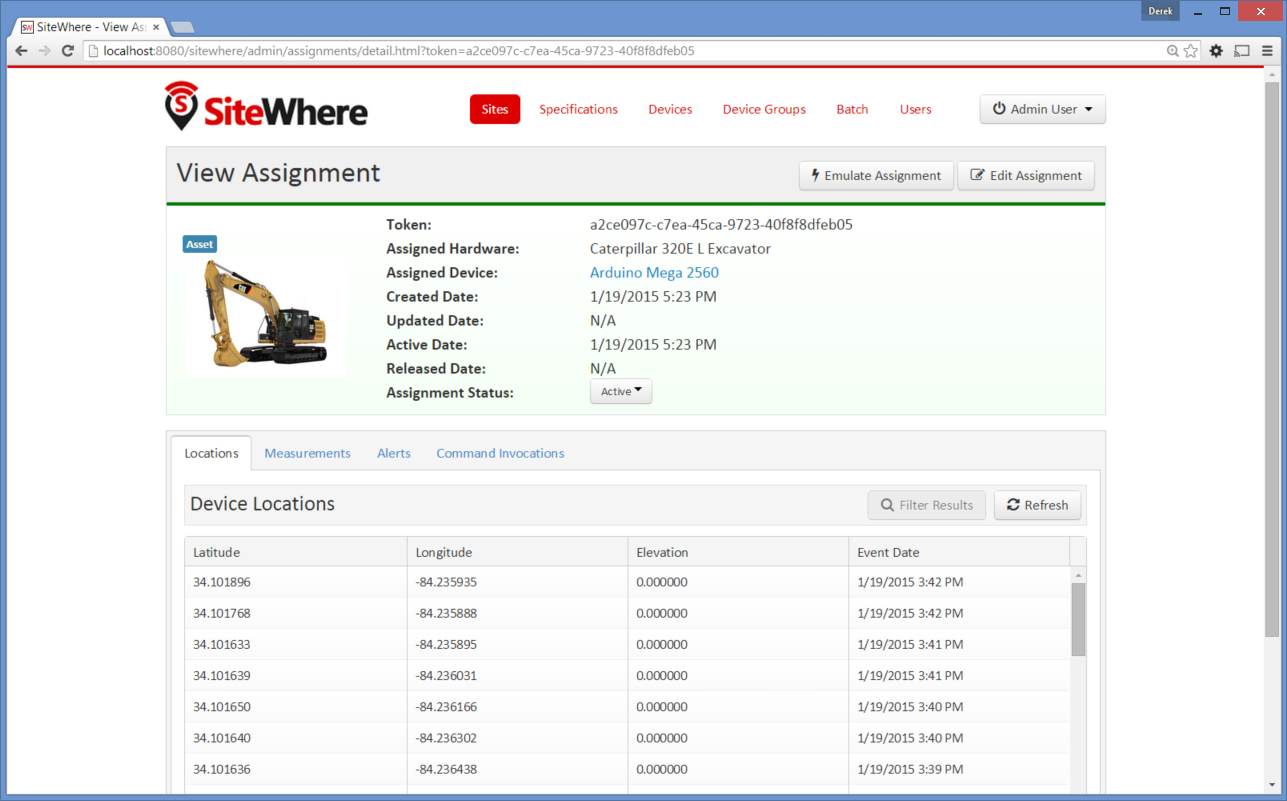 Derek
SW SiteWhere - View As
localhost:8080/sitewhere/admin/assignments/detail.html?token=a2ce097c-c7ea-45ca-9723-40f8f8dfeb05
S SiteWhere Sites Specifications Devices Device Groups Batch Users Admin User
View Assignment Emulate Assignment Edit Assignment
Token: a2ce097c-c7ea-45ca-9723-40f8f8dfeb05
Asset
Assigned Hardware: Caterpillar 320E L Excavator
Assigned Device: Arduino Mega 2560
Created Date: 1/19/2015 5:23 PM
Updated Date: N/A
Active Date: 1/19/2015 5:23 PM
Released Date: N/A
Assignment Status: Active
Locations Measurements Alerts Command Invocations
Device Locations Filter Results Refresh
Latitude Longitude Elevation Event Date
34.101896 -84.235935 0.000000 1/19/2015 3:42 PM
34.101768 -84.235888 0.000000 1/19/2015 3:42 PM
34.101633 -84.235895 0.000000 1/19/2015 3:41 PM
34.101639 -84.236031 0.000000 1/19/2015 3:41 PM
34.101650 -84.236166 0.000000 1/19/2015 3:40 PM
34.101640 -84.236302 0.000000 1/19/2015 3:40 PM
34.101636 -84.236438 0.000000 1/19/2015 3:39 PM